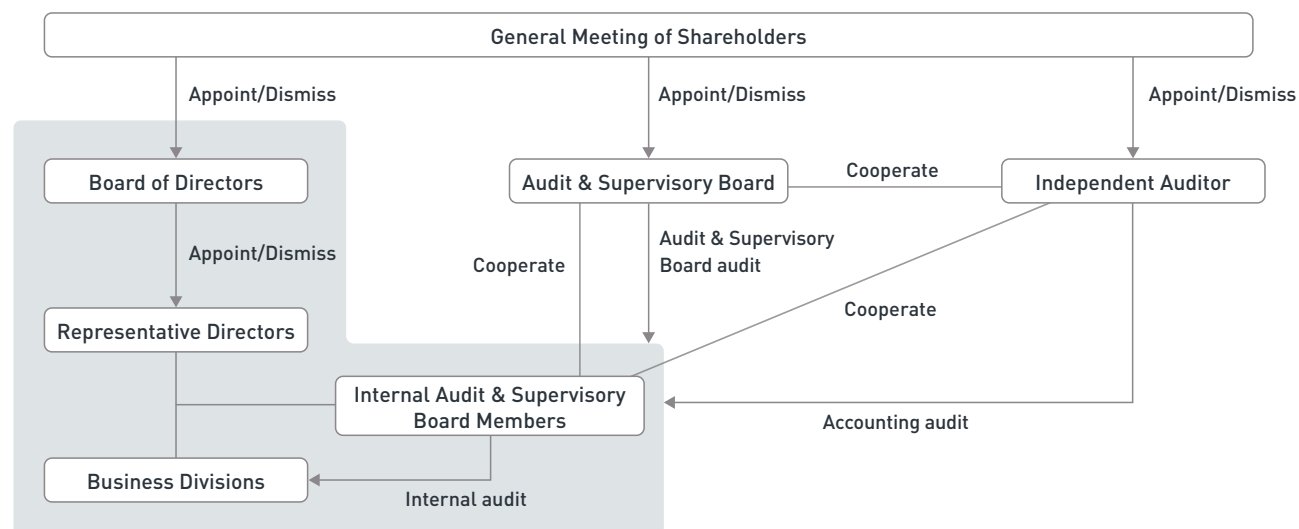 General Meeting of Shareholders
Appoint/Dismiss
Appoint/Dismiss
Appoint/Dismiss
Board of Directors
Audit & Supervisory Board
Cooperate
Independent Auditor
Appoint/Dismiss
Cooperate
Audit & Supervisory
Board audit
Cooperate
Representative Directors
Internal Audit & Supervisory
Board Members
Accounting audit
Business Divisions
Internal audit